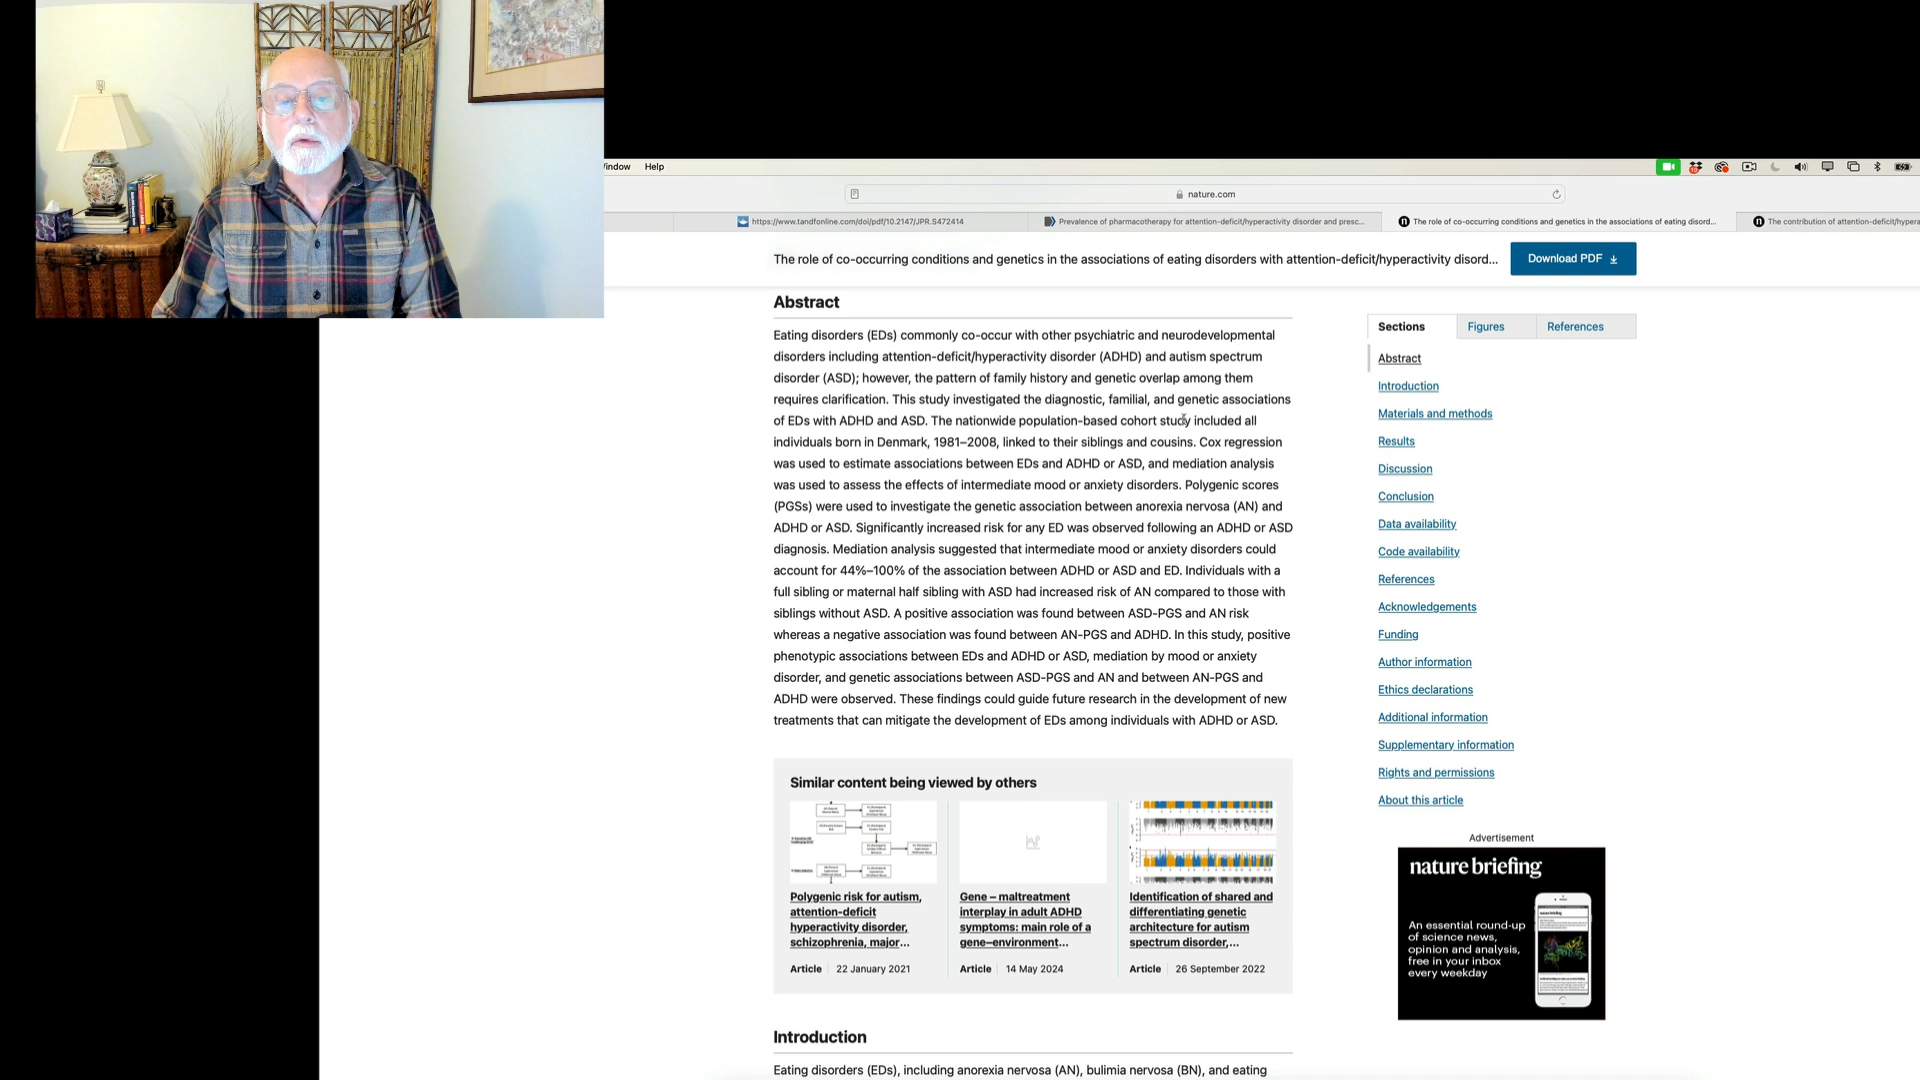 Window Help
nature.com
https://www.tandfonline.com/doi/pdf/10.2147/JPR.S472414
Prevalence of pharmacotherapy for attention-deficit/hyperactivity disorder and presc...
The role of co-occurring conditions and genetics in the associations of eating disord...
The contribution of attention-deficit/hypera
The role of co-occurring conditions and genetics in the associations of eating disorders with attention-deficit/hyperactivity disord...
Download PDF
Abstract
Eating disorders (EDs) commonly co-occur with other psychiatric and neurodevelopmental
disorders including attention-deficit/hyperactivity disorder (ADHD) and autism spectrum
disorder (ASD); however, the pattern of family history and genetic overlap among them
requires clarification. This study investigated the diagnostic, familial, and genetic associations
of EDs with ADHD and ASD. The nationwide population-based cohort study included all
individuals born in Denmark, 1981–2008, linked to their siblings and cousins. Cox regression
was used to estimate associations between EDs and ADHD or ASD, and mediation analysis
was used to assess the effects of intermediate mood or anxiety disorders. Polygenic scores
(PGSs) were used to investigate the genetic association between anorexia nervosa (AN) and
ADHD or ASD. Significantly increased risk for any ED was observed following an ADHD or ASD
diagnosis. Mediation analysis suggested that intermediate mood or anxiety disorders could
account for 44%–100% of the association between ADHD or ASD and ED. Individuals with a
full sibling or maternal half sibling with ASD had increased risk of AN compared to those with
siblings without ASD. A positive association was found between ASD-PGS and AN risk
whereas a negative association was found between AN-PGS and ADHD. In this study, positive
phenotypic associations between EDs and ADHD or ASD, mediation by mood or anxiety
disorder, and genetic associations between ASD-PGS and AN and between AN-PGS and
ADHD were observed. These findings could guide future research in the development of new
treatments that can mitigate the development of EDs among individuals with ADHD or ASD.
Similar content being viewed by others
Polygenic risk for autism,
attention-deficit
hyperactivity disorder,
schizophrenia, major...
Article 22 January 2021
Gene – maltreatment
interplay in adult ADHD
symptoms: main role of a
gene–environment...
Article 14 May 2024
Identification of shared and
differentiating genetic
architecture for autism
spectrum disorder,...
Article 26 September 2022
Introduction
Eating disorders (EDs), including anorexia nervosa (AN), bulimia nervosa (BN), and eating
Sections Figures References
Abstract
Introduction
Materials and methods
Results
Discussion
Conclusion
Data availability
Code availability
References
Acknowledgements
Funding
Author information
Ethics declarations
Additional information
Supplementary information
Rights and permissions
About this article
Advertisement
nature briefing
An essential round-up
of science news,
opinion and analysis,
free in your inbox
every weekday